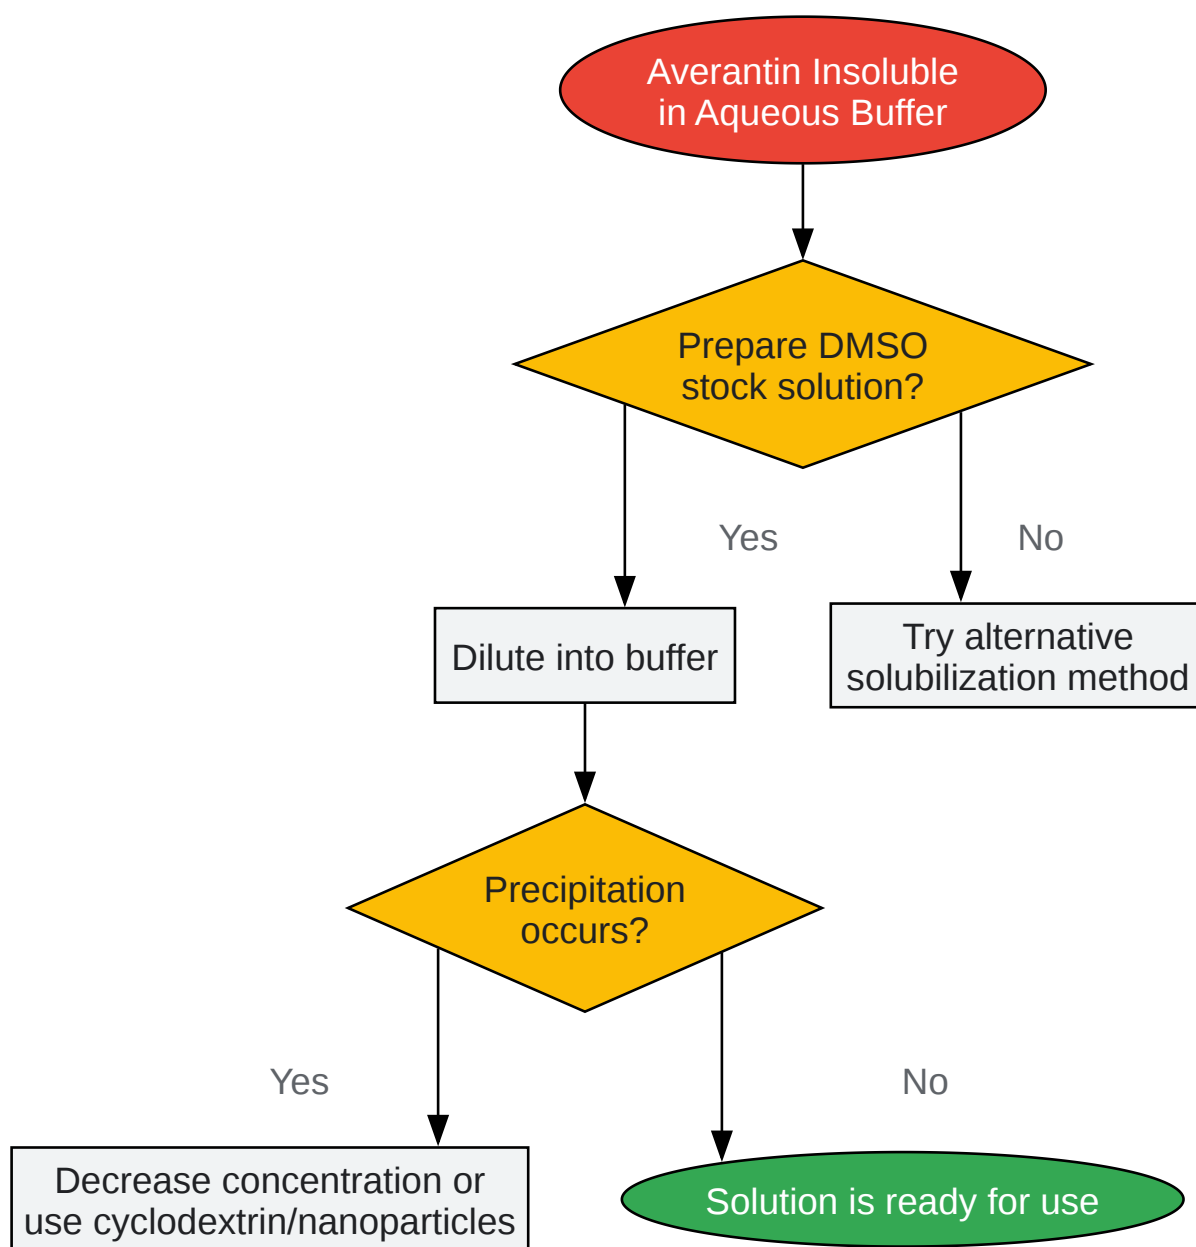 Averantin Insoluble
in Aqueous Buffer
Prepare DMSO
stock solution?
Yes
No
Dilute into buffer
Try alternative
solubilization method
Precipitation
occurs?
Yes
No
Decrease concentration or
use cyclodextrin/nanoparticles
Solution is ready for use